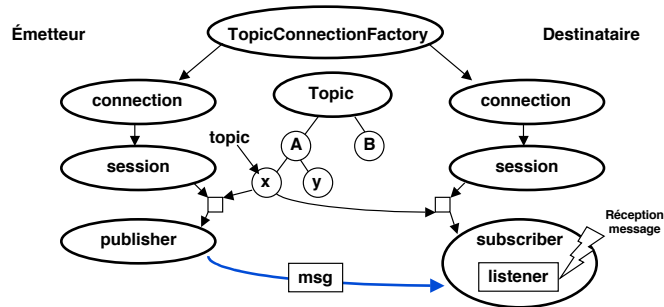 Émetteur
TopicConnectionFactory
Destinataire
connection
Topic
connection
topic
A
B
session
x
y
session
publisher
subscriber
Réception
message
listener
msg